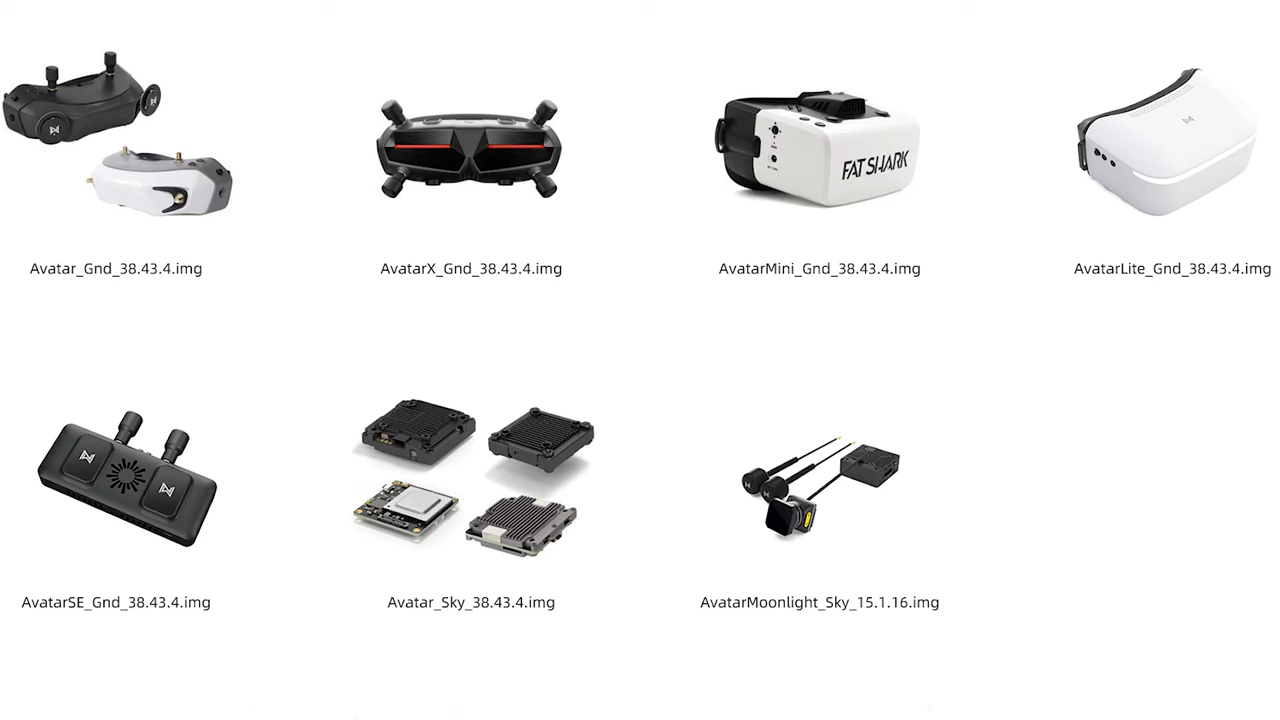 FAT SHARK
Avatar_Gnd_38.43.4.img
AvatarX_Gnd_38.43.4.img
AvatarMini_Gnd_38.43.4.img
AvatarLite_Gnd_38.43.4.img
AvatarSE_Gnd_38.43.4.img
Avatar_Sky_38.43.4.img
AvatarMoonlight_Sky_15.1.16.img